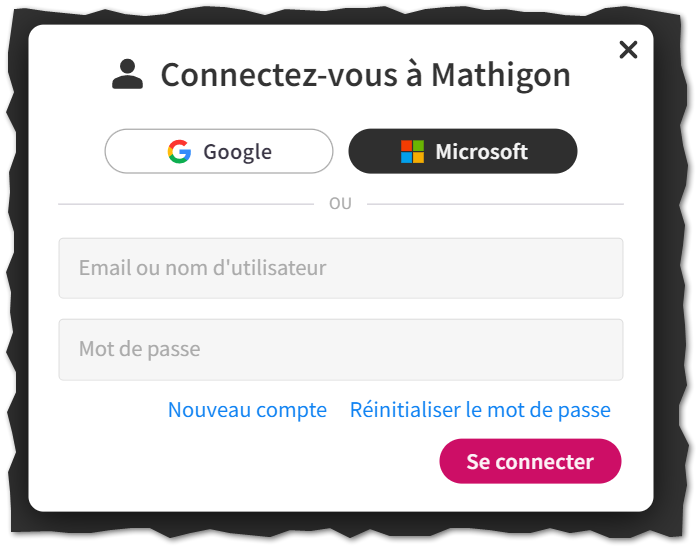 Connectez-vous à Mathigon
Google
Microsoft
OU
Email ou nom d'utilisateur
Mot de passe
Nouveau compte
Réinitialiser le mot de passe
Se connecter